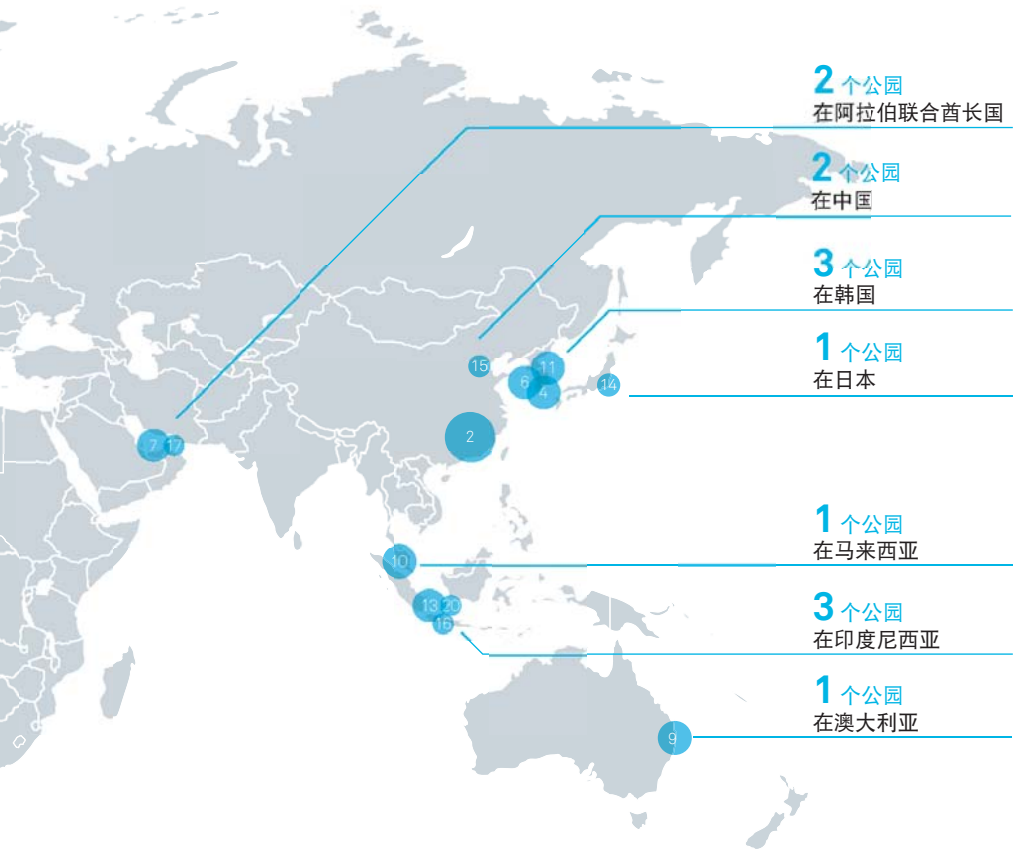 2 个公园
在阿拉伯联合酋长国
2 个公园
在中国
3 个公园
在韩国
1 个公园
在日本
15
11
6
4
14
2
7
17
1 个公园
在马来西亚
10
3 个公园
在印度尼西亚
13
20
16
1 个公园
在澳大利亚
9